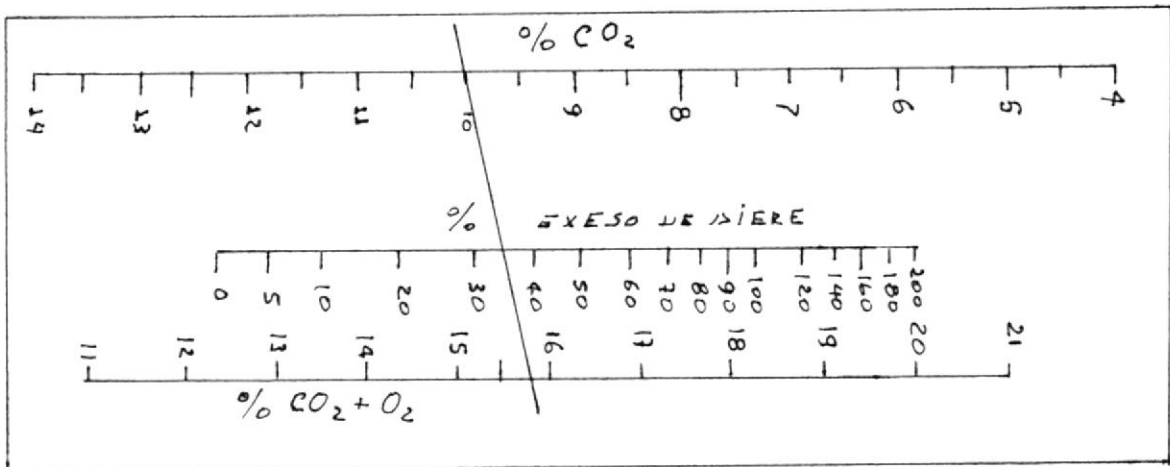 % CO₂
14 13 12 11 10 9 8 7 6 5 4
% EXESO DE AIERE
0 5 10 20 30 40 50 60 70 80 90 100 120 140 160 180 200
11 12 13 14 15 16 17 18 19 20 21
% CO₂ + O₂